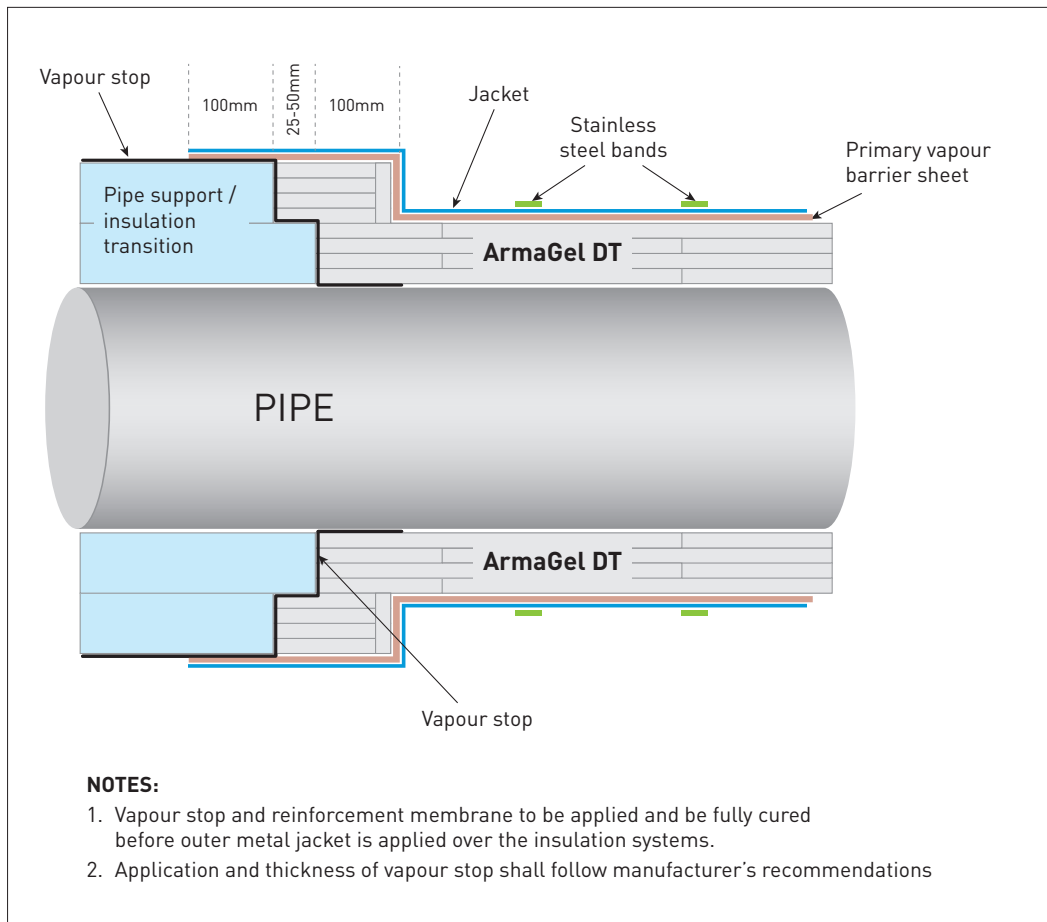 Vapour stop
100mm
25-50mm
100mm
Jacket
Stainless
steel bands
Primary vapour
barrier sheet
Pipe support /
insulation
transition
ArmaGel DT
PIPE
ArmaGel DT
Vapour stop
NOTES:
1. Vapour stop and reinforcement membrane to be applied and be fully cured
before outer metal jacket is applied over the insulation systems.
2. Application and thickness of vapour stop shall follow manufacturer's recommendations